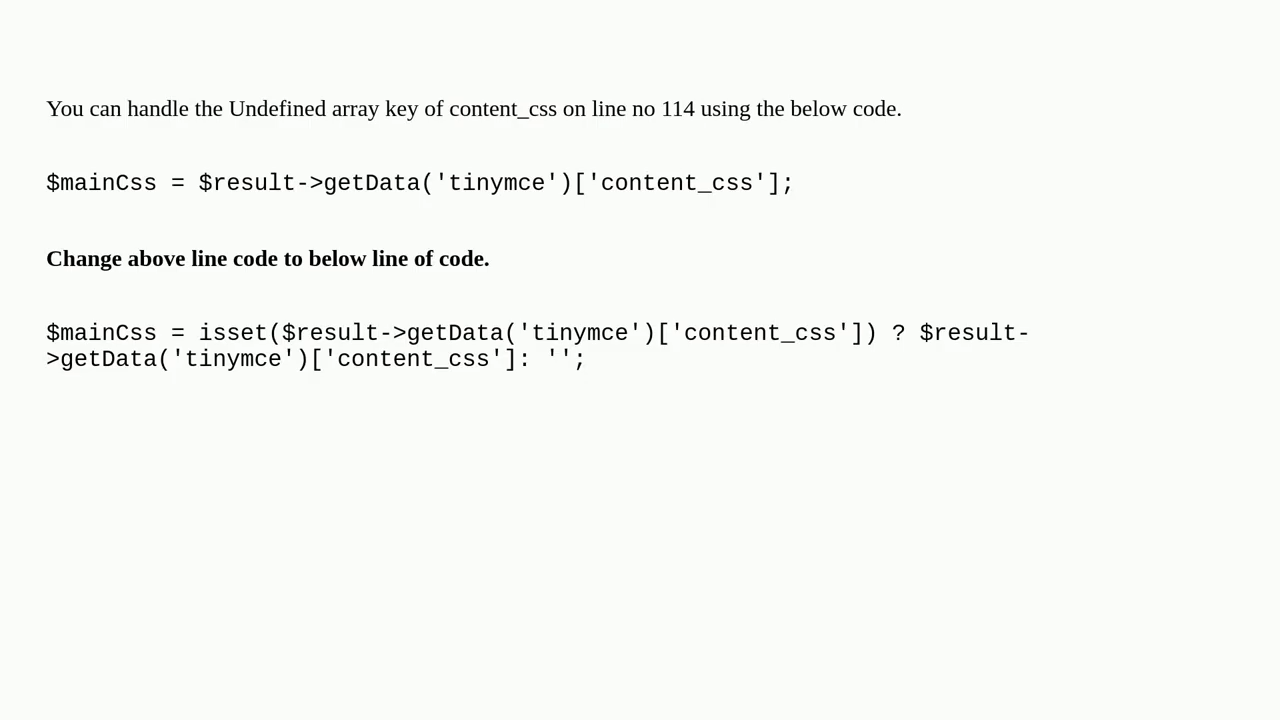 You can handle the Undefined array key of content_css on line no 114 using the below code.
$mainCss = $result->getData('tinymce')['content_css'];
Change above line code to below line of code.
$mainCss = isset($result->getData('tinymce')['content_css']) ? $result-
>getData('tinymce')['content_css']: '';